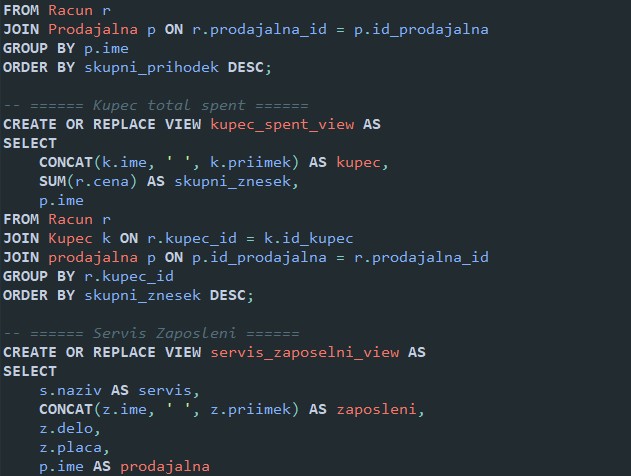 FROM Racun r
JOIN Prodajalna p ON r.prodajalna_id = p.id_prodajalna
GROUP BY p.ime
ORDER BY skupni_prihodek DESC;
-- ====== Kupec total spent ======
CREATE OR REPLACE VIEW kupec_spent_view AS
SELECT
CONCAT(k.ime, ' ', k.priimek) AS kupec,
SUM(r.cena) AS skupni_znesek,
p.ime
FROM Racun r
JOIN Kupec k ON r.kupec_id = k.id_kupec
JOIN prodajalna p ON p.id_prodajalna = r.prodajalna_id
GROUP BY r.kupec_id
ORDER BY skupni_znesek DESC;
-- ====== Servis Zaposleni ======
CREATE OR REPLACE VIEW servis_zaposelni_view AS
SELECT
s.naziv AS servis,
CONCAT(z.ime, ' ', z.priimek) AS zaposleni,
z.delo,
z.placa,
p.ime AS prodajalna